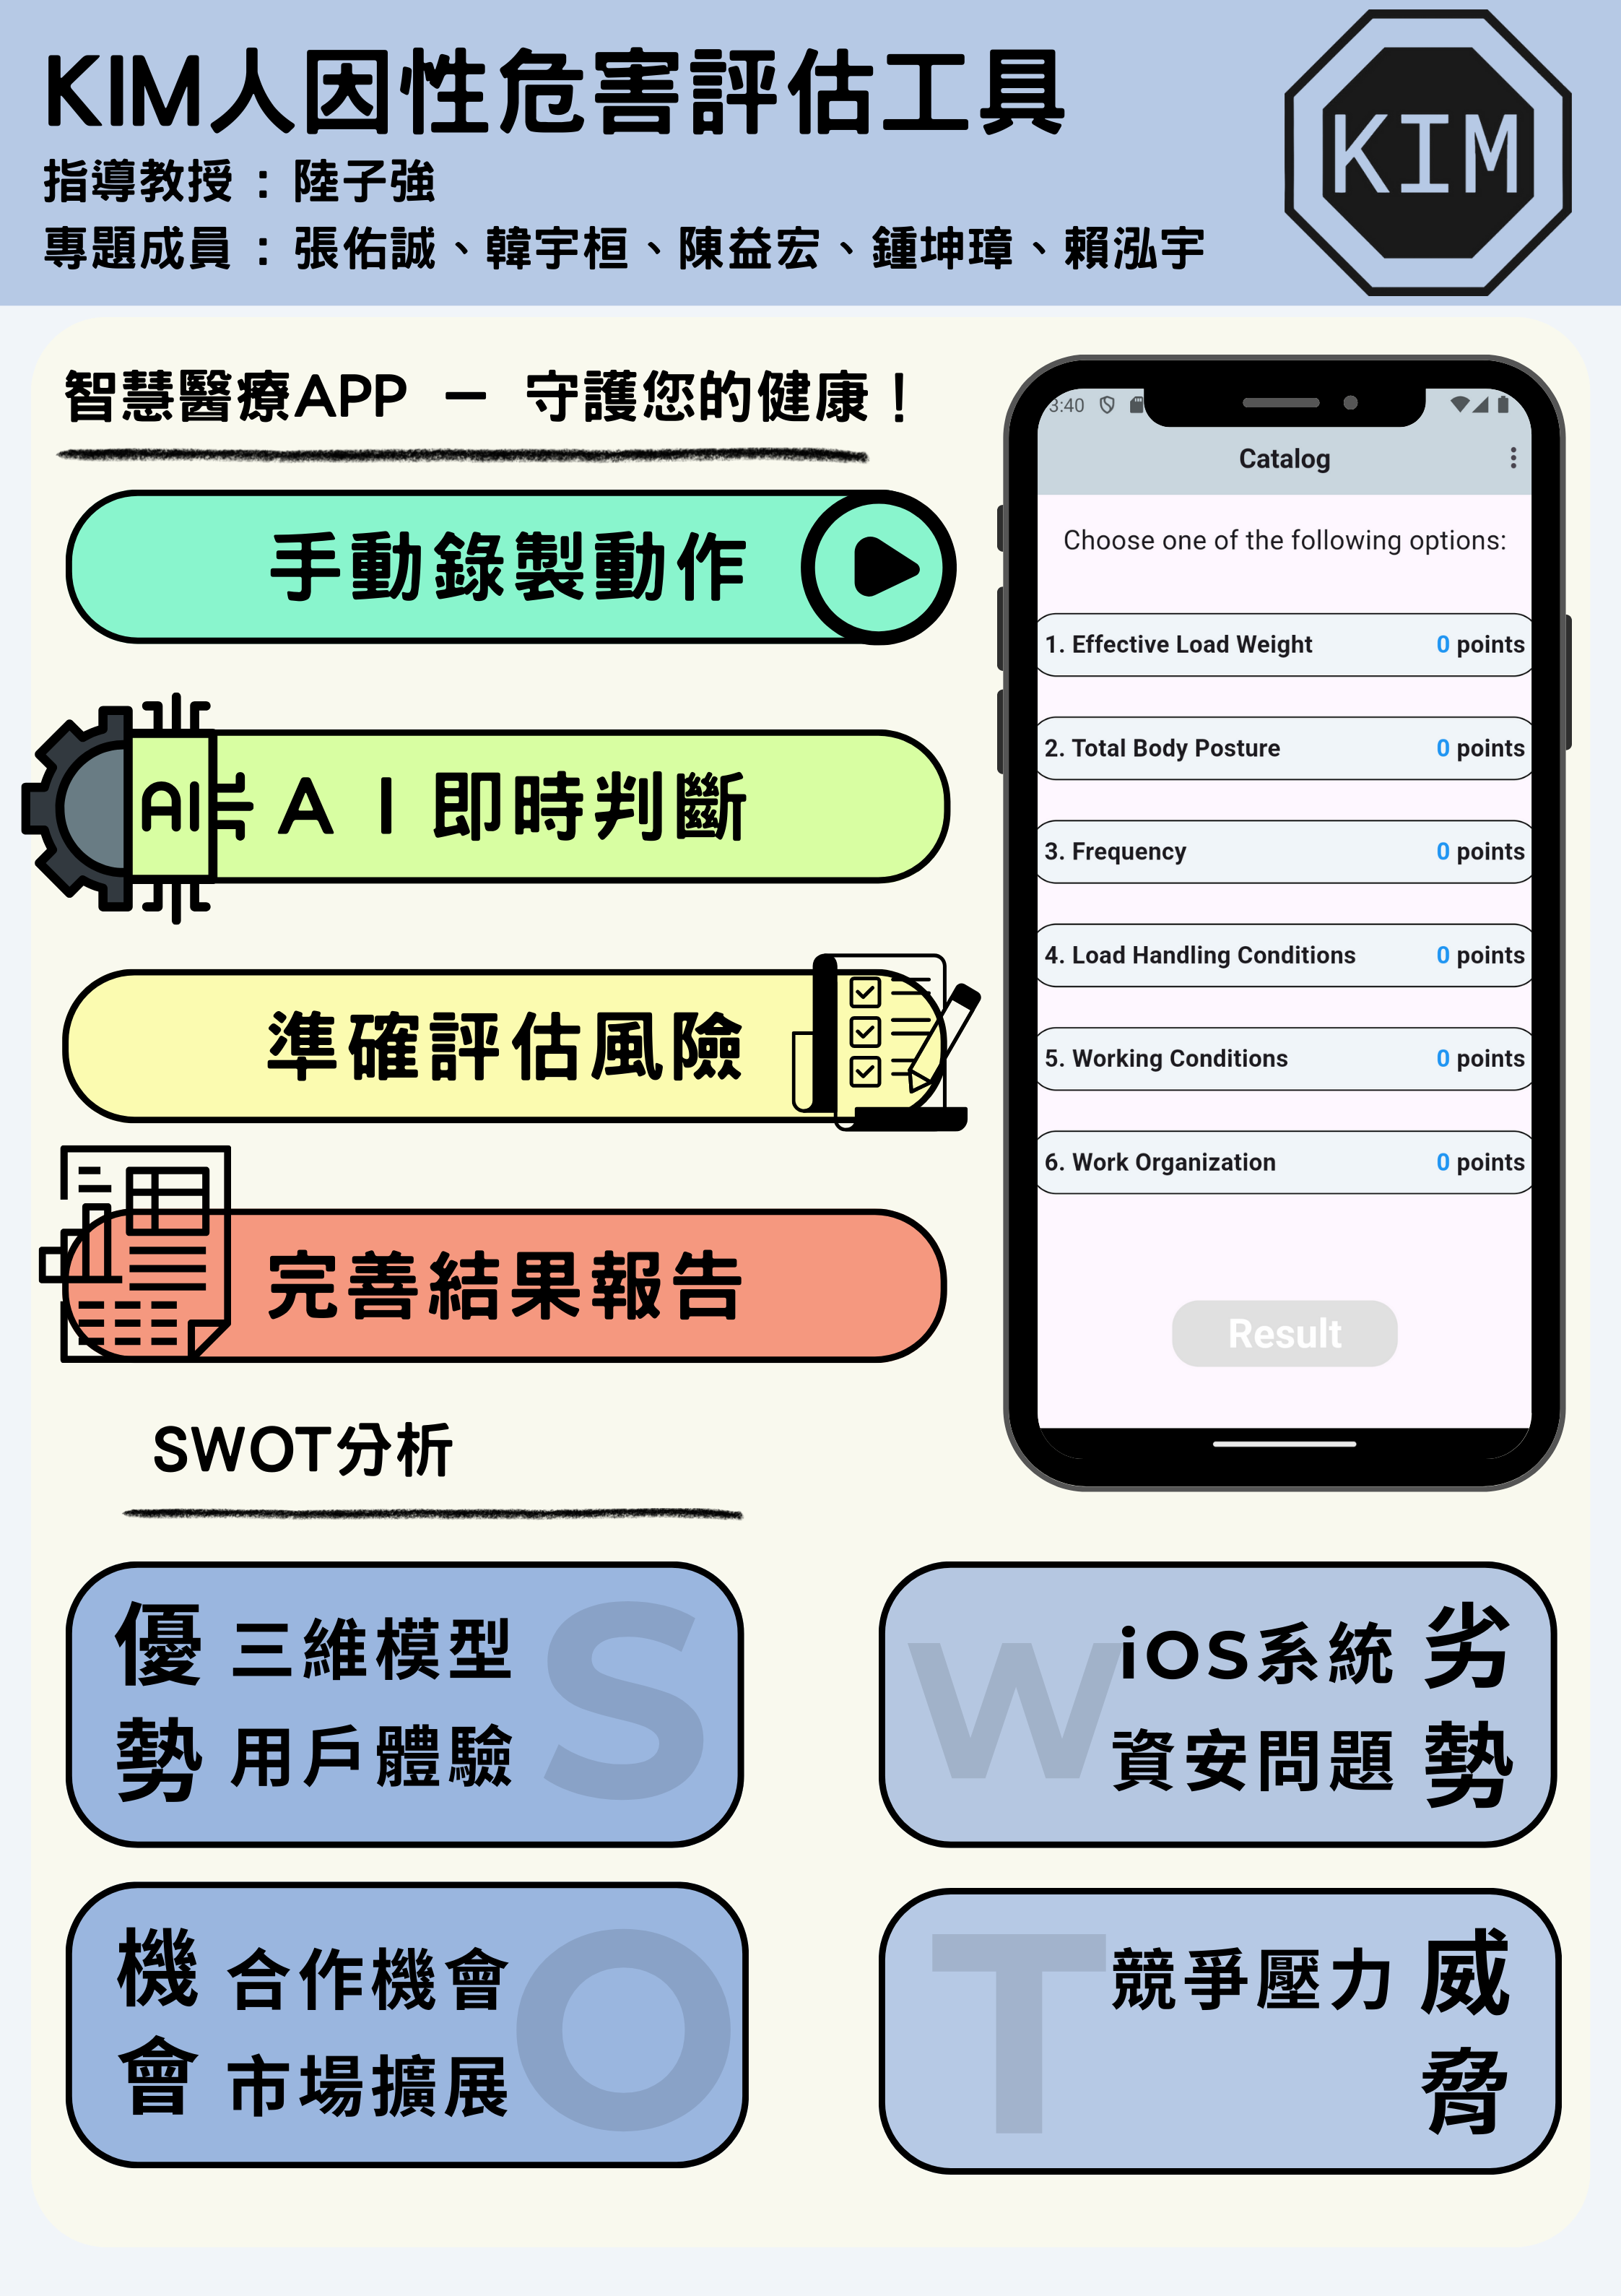 KIM人因性危害評估工具
指導教授：陸子強
專題成員：張佑誠、韓宇桓、陳益宏、鍾坤璋、賴泓宇
KIM
智慧醫療APP － 守護您的健康！
手動錄製動作
AI
AI即時判斷
準確評估風險
完善結果報告
3:40
Catalog
Choose one of the following options:
1. Effective Load Weight 0 points
2. Total Body Posture 0 points
3. Frequency 0 points
4. Load Handling Conditions 0 points
5. Working Conditions 0 points
6. Work Organization 0 points
Result
SWOT分析
優勢
三維模型
用戶體驗
S
W
iOS系統
資安問題
劣勢
機會
合作機會
市場擴展
O
T
競爭壓力
威脅